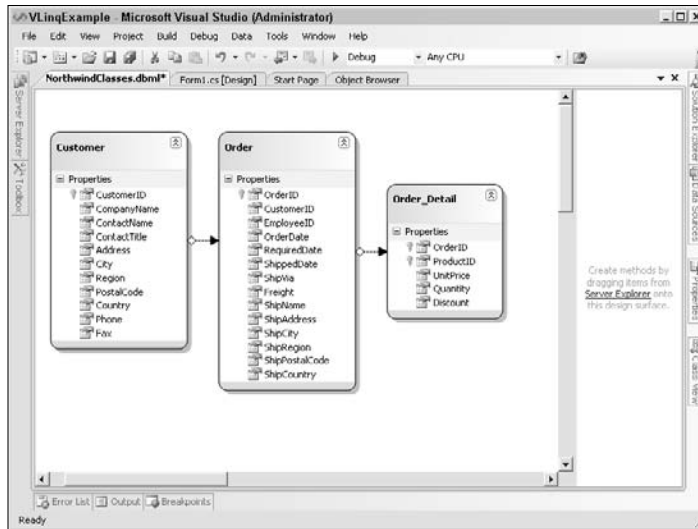 VLinqExample - Microsoft Visual Studio (Administrator)
File Edit View Project Build Debug Data Tools Window Help
Debug Any CPU
NorthwindClasses.dbml* Form1.cs [Design] Start Page Object Browser
Server Explorer
Toolbox
Customer
Properties
CustomerID
CompanyName
ContactName
ContactTitle
Address
City
Region
PostalCode
Country
Phone
Fax
Order
Properties
OrderID
CustomerID
EmployeeID
OrderDate
RequiredDate
ShippedDate
ShipVia
Freight
ShipName
ShipAddress
ShipCity
ShipRegion
ShipPostalCode
ShipCountry
Order_Detail
Properties
OrderID
ProductID
UnitPrice
Quantity
Discount
Create methods by
dragging items from
Server Explorer onto
this design surface.
Solution Explorer
Data Sources
Properties
Class View
Error List Output Breakpoints
Ready